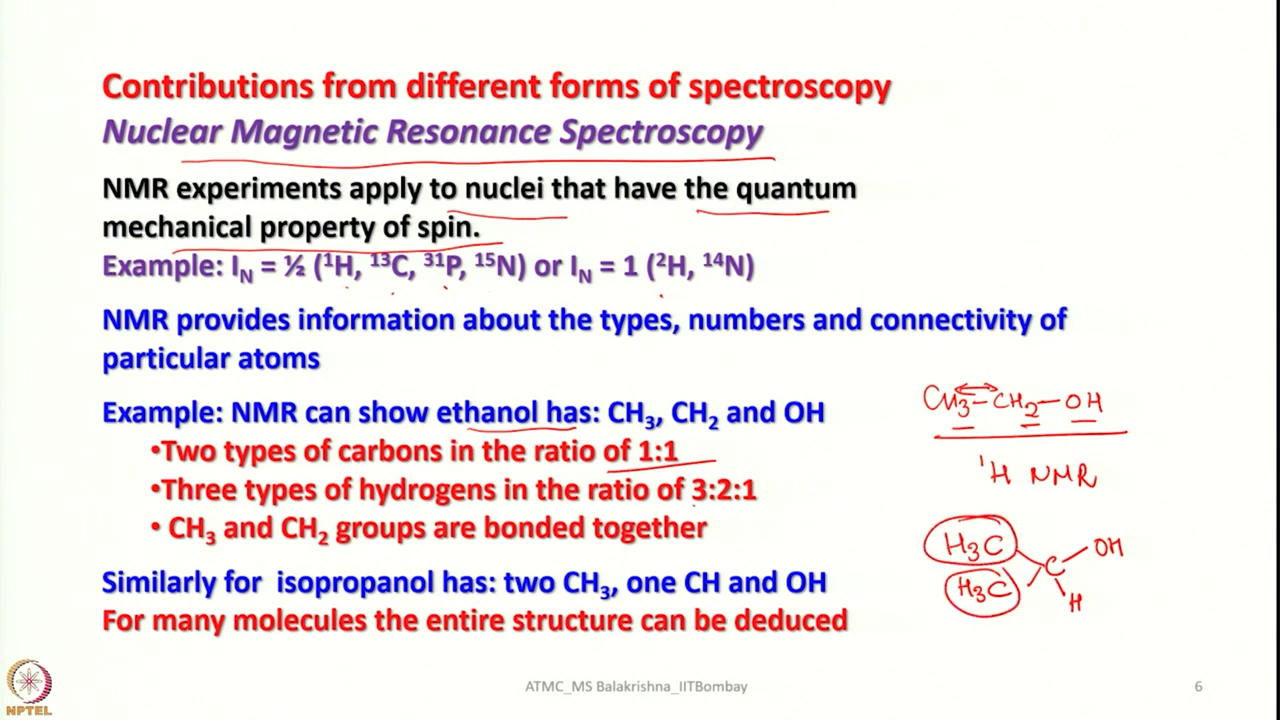 Contributions from different forms of spectroscopy
Nuclear Magnetic Resonance Spectroscopy
NMR experiments apply to nuclei that have the quantum
mechanical property of spin.
Example: I_N = ½ (¹H, ¹³C, ³¹P, ¹⁵N) or I_N = 1 (²H, ¹⁴N)
NMR provides information about the types, numbers and connectivity of
particular atoms
Example: NMR can show ethanol has: CH₃, CH₂ and OH
•Two types of carbons in the ratio of 1:1
•Three types of hydrogens in the ratio of 3:2:1
• CH₃ and CH₂ groups are bonded together
Similarly for isopropanol has: two CH₃, one CH and OH
For many molecules the entire structure can be deduced
CH₃–CH₂–OH
¹H NMR
H₃C
C
OH
H₃C
H
NPTEL
ATMC_MS Balakrishna_IITBombay
6